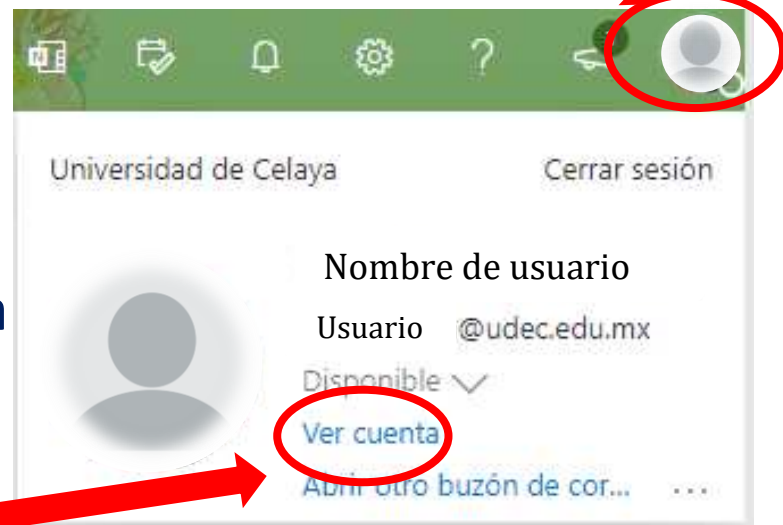 Universidad de Celaya Cerrar sesión
Nombre de usuario
Usuario @udec.edu.mx
Disponible
Ver cuenta
Abrir otro buzón de cor... ...